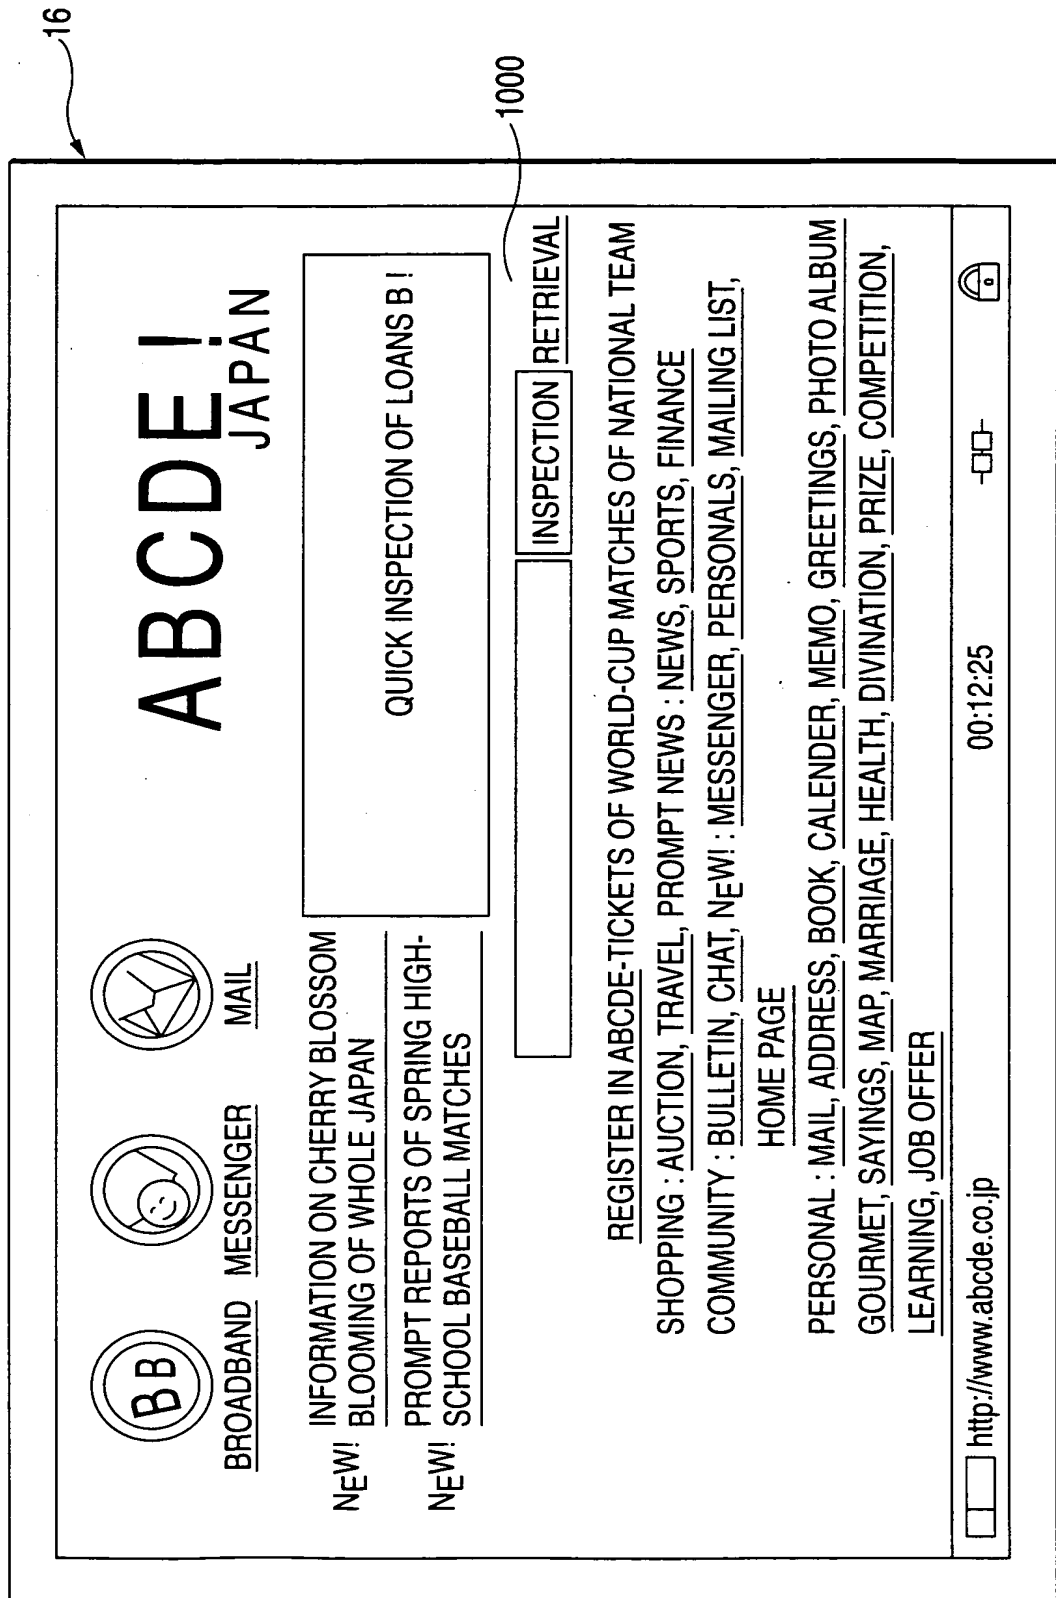 16
1000
ABCDE!
JAPAN
BB
BROADBAND MESSENGER MAIL
NEW! INFORMATION ON CHERRY BLOSSOM
BLOOMING OF WHOLE JAPAN
NEW! PROMPT REPORTS OF SPRING HIGH-
SCHOOL BASEBALL MATCHES
QUICK INSPECTION OF LOANS B !
INSPECTION RETRIEVAL
REGISTER IN ABCDE-TICKETS OF WORLD-CUP MATCHES OF NATIONAL TEAM
SHOPPING : AUCTION, TRAVEL, PROMPT NEWS : NEWS, SPORTS, FINANCE
COMMUNITY : BULLETIN, CHAT, NEW! : MESSENGER, PERSONALS, MAILING LIST,
HOME PAGE
PERSONAL : MAIL, ADDRESS, BOOK, CALENDER, MEMO, GREETINGS, PHOTO ALBUM
GOURMET, SAYINGS, MAP, MARRIAGE, HEALTH, DIVINATION, PRIZE, COMPETITION,
LEARNING, JOB OFFER
http://www.abcde.co.jp 00:12:25